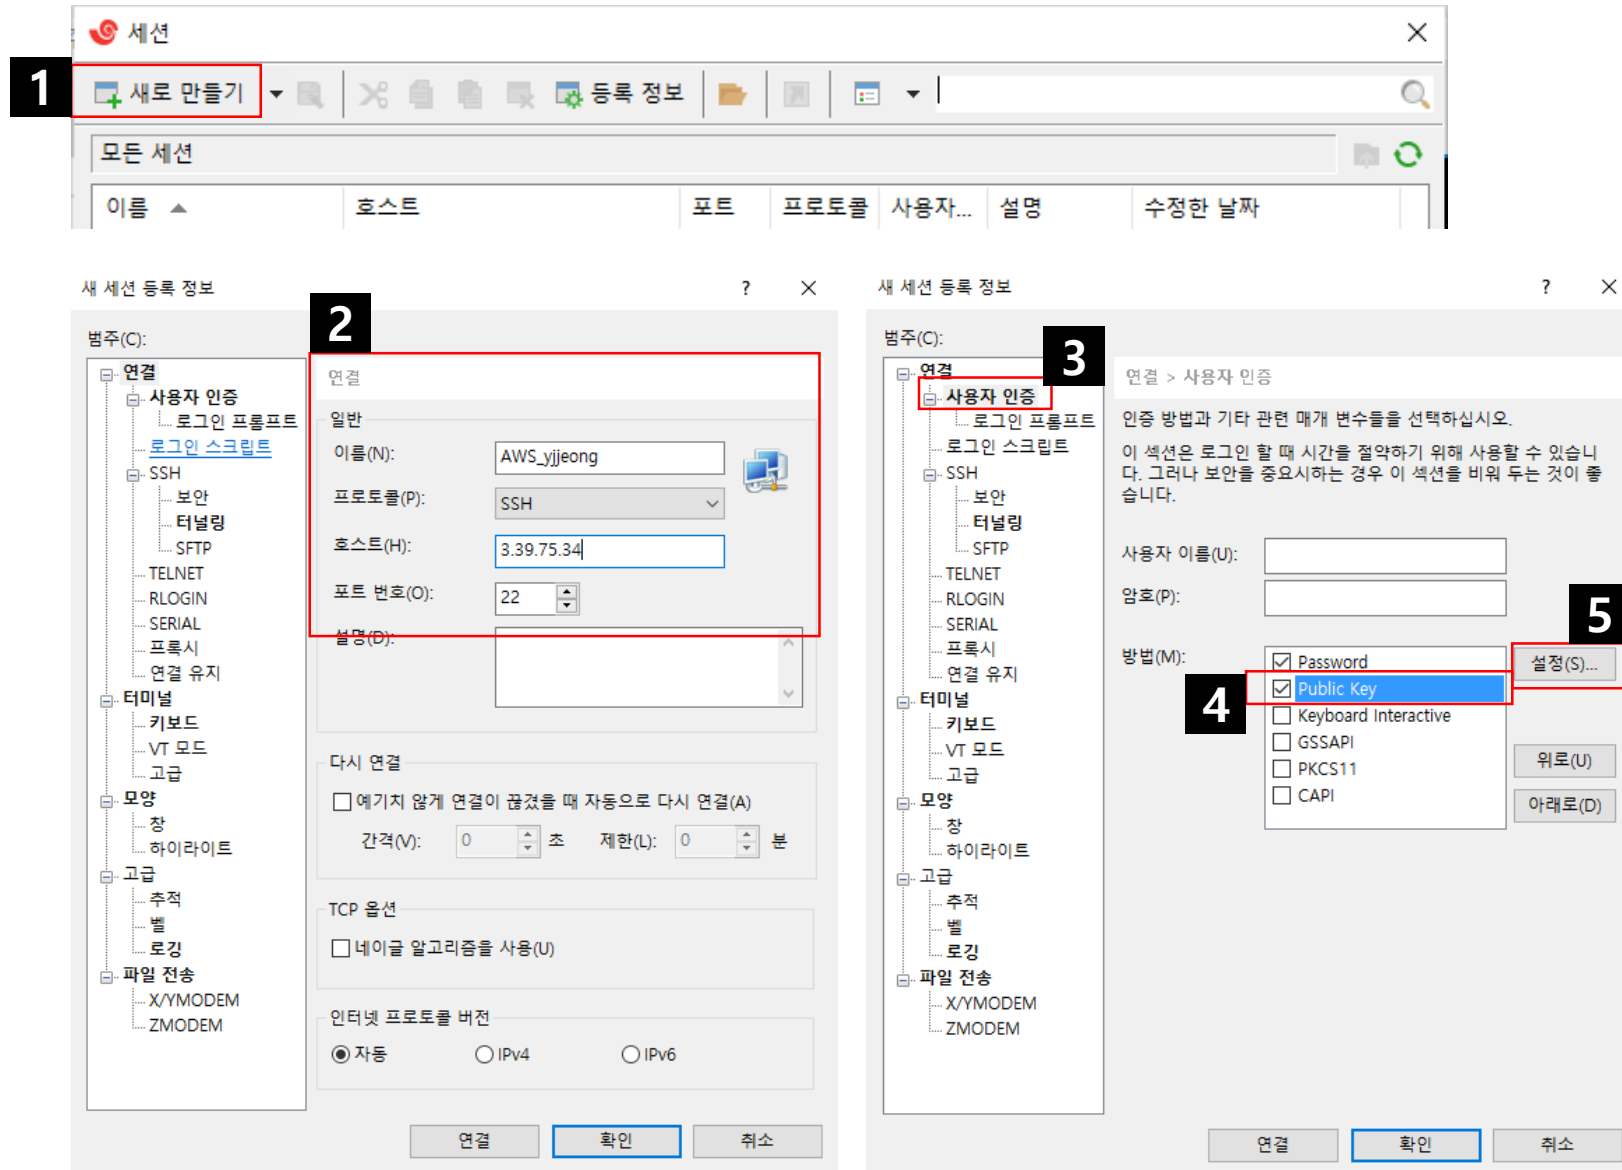 세션
1
새로 만들기
등록 정보
모든 세션
이름
호스트
포트
프로토콜
사용자...
설명
수정한 날짜
새 세션 등록 정보
?
범주(C):
연결
사용자 인증
로그인 프롬프트
로그인 스크립트
SSH
보안
터널링
SFTP
TELNET
RLOGIN
SERIAL
프록시
연결 유지
터미널
키보드
VT 모드
고급
모양
창
하이라이트
고급
추적
벨
로깅
파일 전송
X/YMODEM
ZMODEM
2
연결
일반
이름(N):
AWS_yjjeong
프로토콜(P):
SSH
호스트(H):
3.39.75.34
포트 번호(O):
22
설명(D):
다시 연결
예기치 않게 연결이 끊겼을 때 자동으로 다시 연결(A)
간격(V): 0 초 제한(L): 0 분
TCP 옵션
네이글 알고리즘을 사용(U)
인터넷 프로토콜 버전
자동
IPv4
IPv6
연결
확인
취소
새 세션 등록 정보
?
범주(C):
3
연결
사용자 인증
로그인 프롬프트
로그인 스크립트
SSH
보안
터널링
SFTP
TELNET
RLOGIN
SERIAL
프록시
연결 유지
터미널
키보드
VT 모드
고급
모양
창
하이라이트
고급
추적
벨
로깅
파일 전송
X/YMODEM
ZMODEM
연결 > 사용자 인증
인증 방법과 기타 관련 매개 변수들을 선택하십시오.
이 섹션은 로그인 할 때 시간을 절약하기 위해 사용할 수 있습니
다. 그러나 보안을 중요시하는 경우 이 섹션을 비워 두는 것이 좋
습니다.
사용자 이름(U):
암호(P):
방법(M):
Password
4
Public Key
Keyboard Interactive
GSSAPI
PKCS11
CAPI
5
설정(S)...
위로(U)
아래로(D)
연결
확인
취소